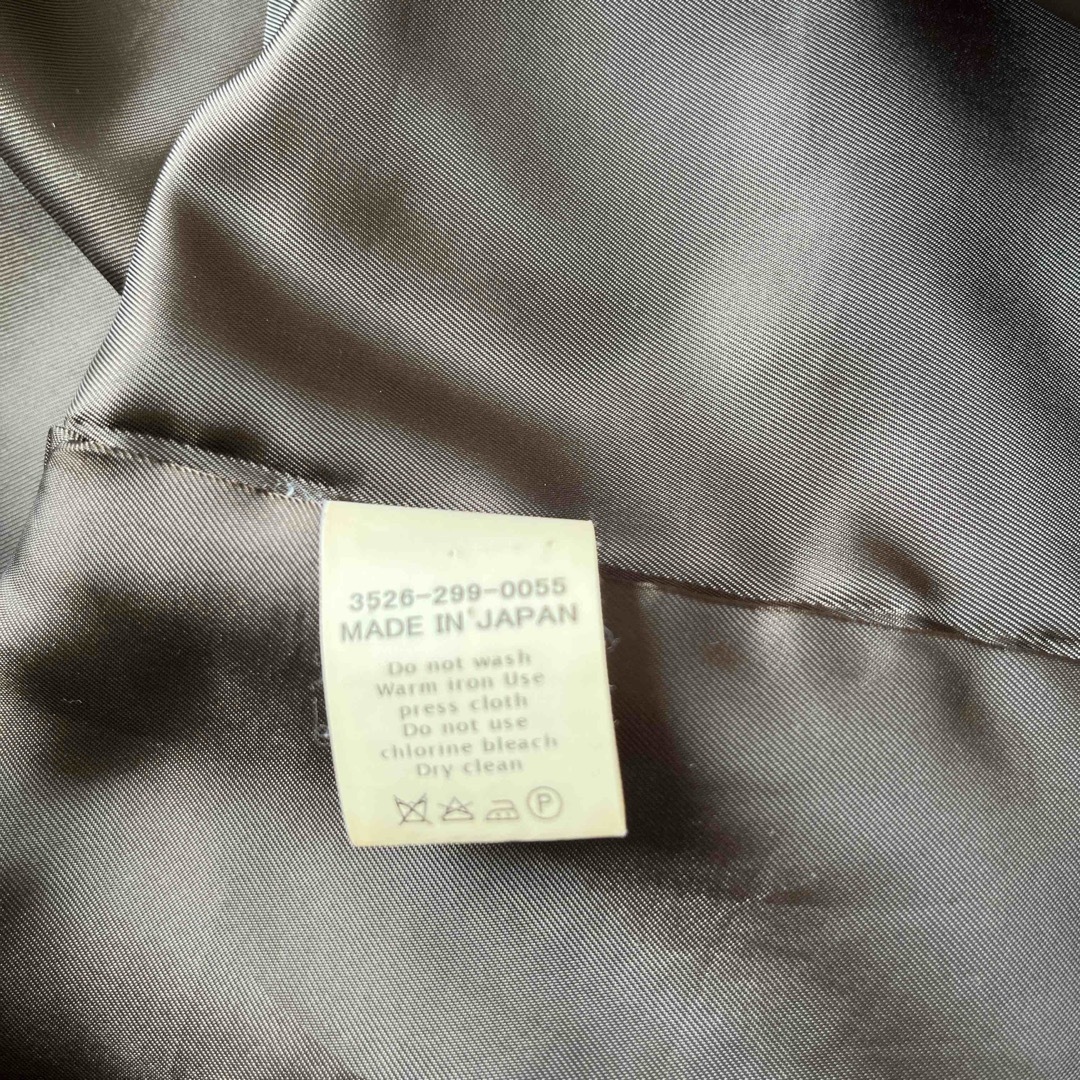 3526-299-0055
MADE IN JAPAN
Do not wash
Warm iron Use
press cloth
Do not use
chlorine bleach
Dry clean
P